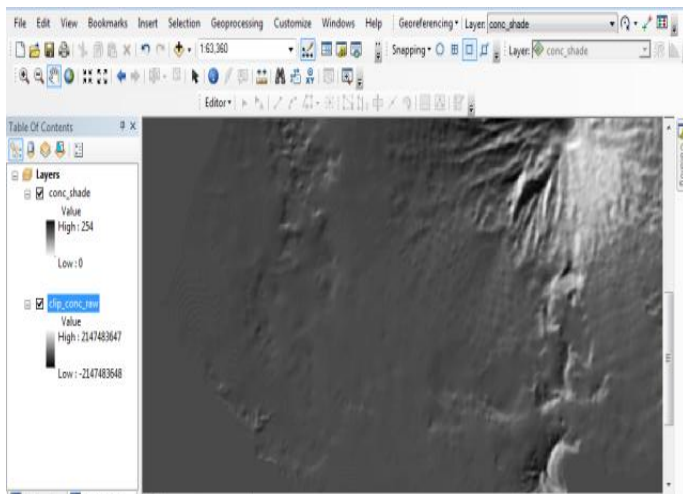 File Edit View Bookmarks Insert Selection Geoprocessing Customize Windows Help Georeferencing Layer: conc_shade
1:63,360 Snapping Layer: conc_shade
Editor
Table Of Contents
Layers
conc_shade
Value
High : 254
Low : 0
clip_conc_raw
Value
High : 2147483647
Low : -2147483648